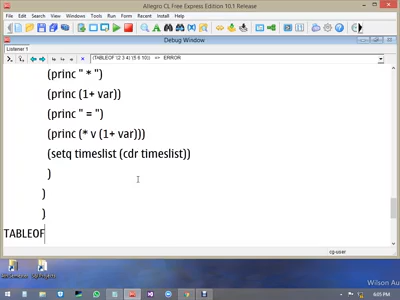 Allegro CL Free Express Edition 10.1 Release
File Edit Search View Windows Tools Run Form Recent Install Help
Debug Window
Listener 1
(TABLEOF '(2 3 4) '(5 6 10)) => ERROR
(princ " * ")
(princ (1+ var))
(princ " = ")
(princ (* v (1+ var)))
(setq timeslist (cdr timeslist))
)
)
)
TABLEOF
cg-user
Wilson Au
6:05 PM